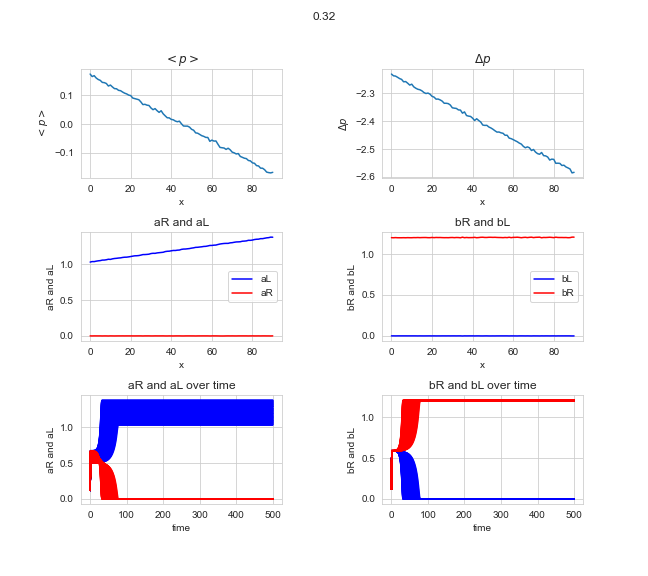 0.32
< p >
Δp
< p >
0.1
0.0
−0.1
0 20 40 60 80
x
Δp
−2.3
−2.4
−2.5
−2.6
0 20 40 60 80
x
aR and aL
bR and bL
aR and aL
1.0
0.5
0.0
aL
aR
0 20 40 60 80
x
bR and bL
1.0
0.5
0.0
bL
bR
0 20 40 60 80
x
aR and aL over time
bR and bL over time
aR and aL
1.0
0.5
0.0
0 100 200 300 400 500
time
bR and bL
1.0
0.5
0.0
0 100 200 300 400 500
time